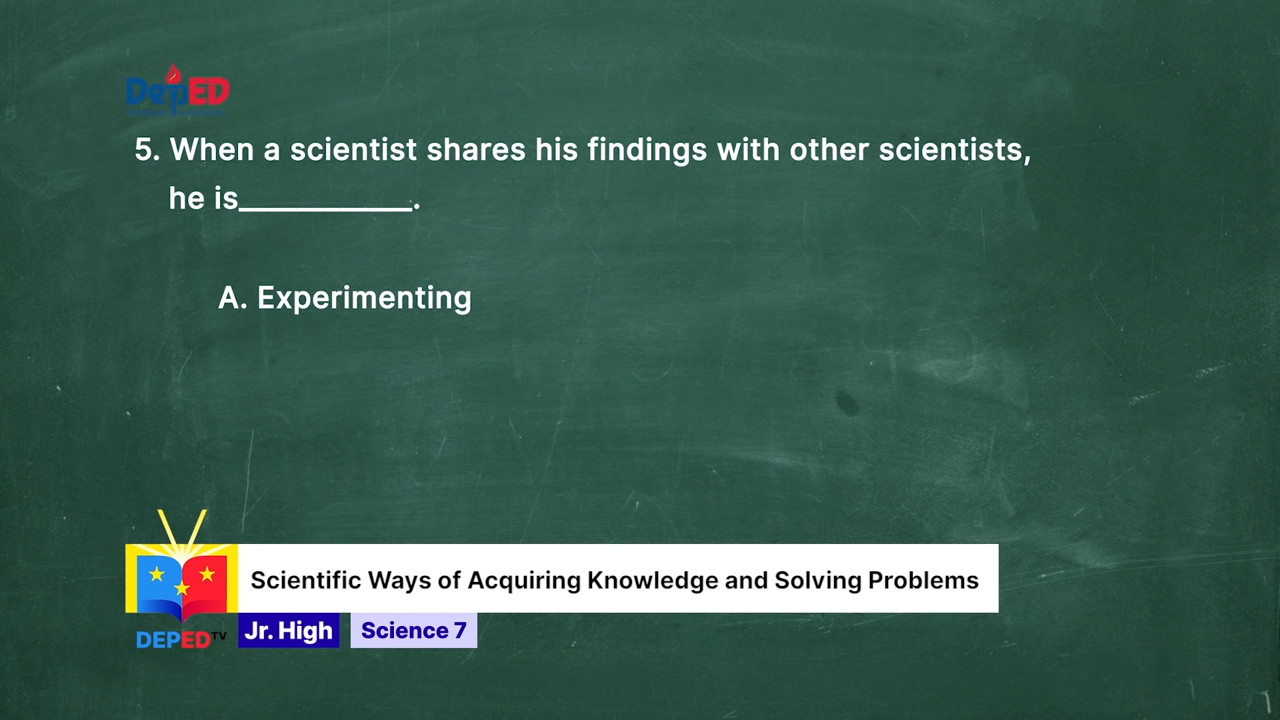 DepED
5. When a scientist shares his findings with other scientists,
he is___________.
A. Experimenting
Scientific Ways of Acquiring Knowledge and Solving Problems
DEPED TV
Jr. High Science 7